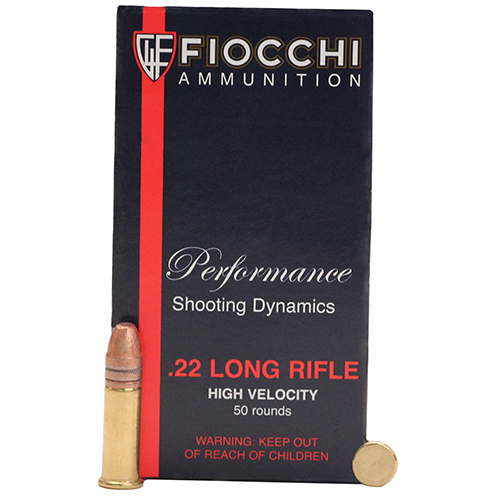 GFL FIOCCHI
AMMUNITION
Performance
Shooting Dynamics
.22 LONG RIFLE
HIGH VELOCITY
50 rounds
WARNING: KEEP OUT
OF REACH OF CHILDREN